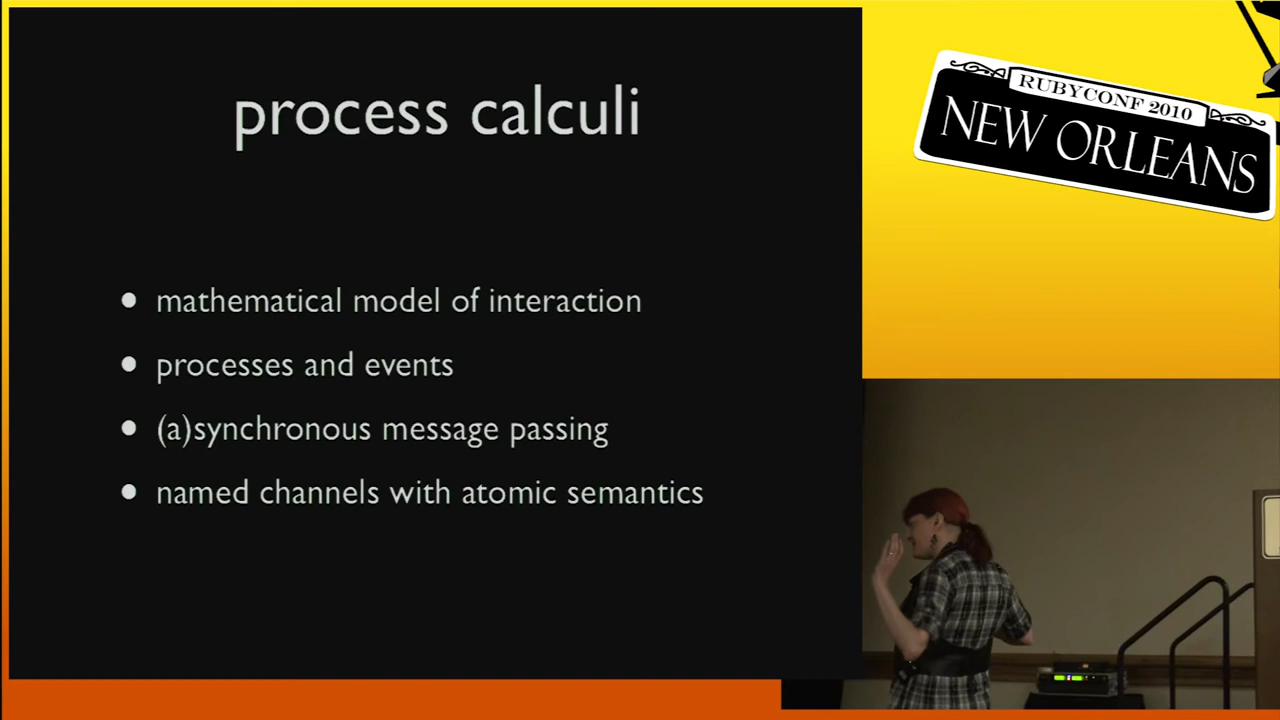 process calculi
• mathematical model of interaction
• processes and events
• (a)synchronous message passing
• named channels with atomic semantics
RUBYCONF 2010
NEW ORLEANS